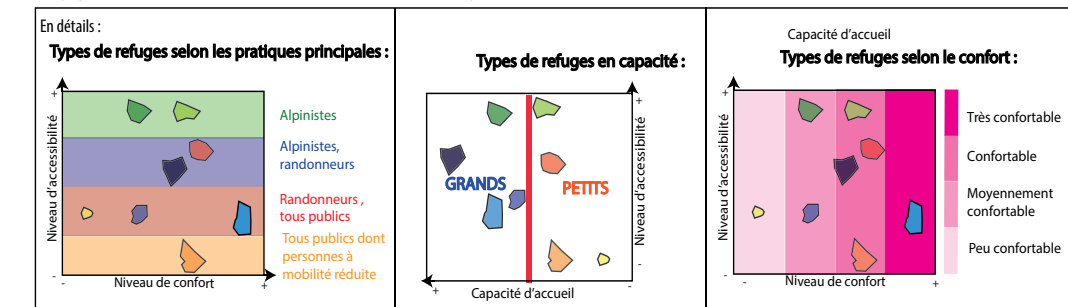 En détails :
Types de refuges selon les pratiques principales :
+
Niveau d'accessibilité
-
-
Niveau de confort
+
Alpinistes
Alpinistes,
randonneurs
Randonneurs ,
tous publics
Tous publics dont
personnes à
mobilité réduite
Types de refuges en capacité :
GRANDS
PETITS
+
Niveau d'accessibilité
-
+
Capacité d'accueil
-
Capacité d'accueil
Types de refuges selon le confort :
+
Niveau d'accessibilité
-
-
Niveau de confort
+
Très confortable
Confortable
Moyennement
confortable
Peu confortable